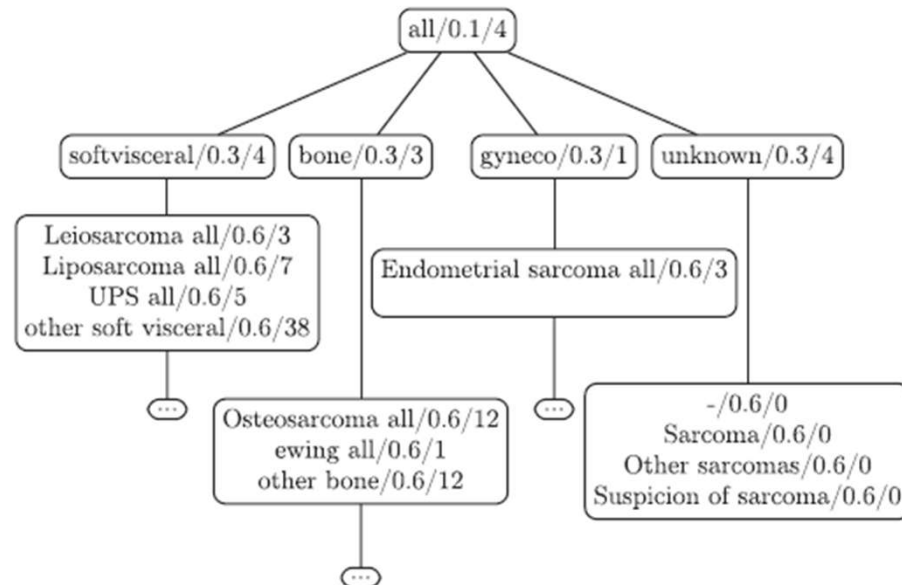 all/0.1/4
softvisceral/0.3/4
bone/0.3/3
gyneco/0.3/1
unknown/0.3/4
Leiosarcoma all/0.6/3
Liposarcoma all/0.6/7
UPS all/0.6/5
other soft visceral/0.6/38
Endometrial sarcoma all/0.6/3
...
...
Osteosarcoma all/0.6/12
ewing all/0.6/1
other bone/0.6/12
-/0.6/0
Sarcoma/0.6/0
Other sarcomas/0.6/0
Suspicion of sarcoma/0.6/0
...